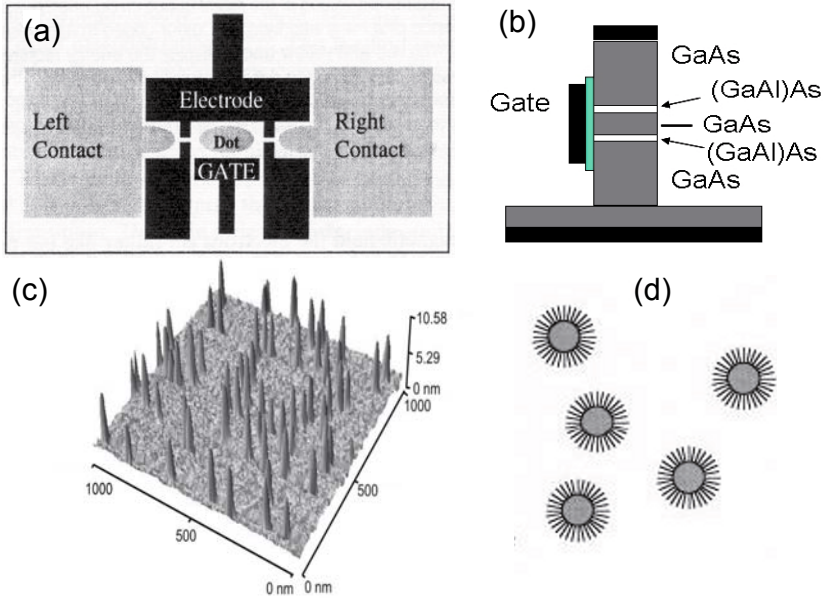 (a)
Electrode
Left
Contact
Dot
Right
Contact
GATE
(b)
GaAs
(GaAl)As
Gate
GaAs
(GaAl)As
GaAs
(c)
10.58
5.29
0 nm
1000
1000
500
500
0 nm
0 nm
(d)